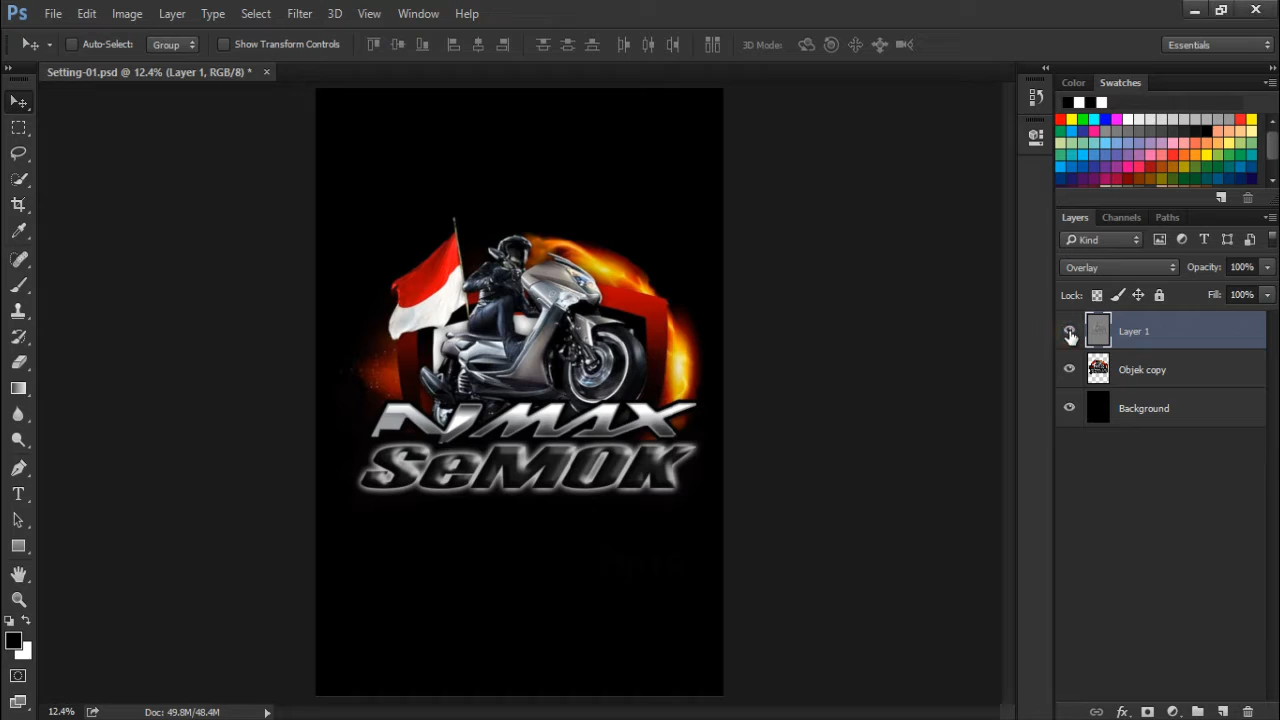 Ps File Edit Image Layer Type Select Filter 3D View Window Help
Auto-Select: Group Show Transform Controls 3D Mode: Essentials
Setting-01.psd @ 12.4% (Layer 1, RGB/8) * ×
Color Swatches
Layers Channels Paths
Kind
Overlay Opacity: 100%
Lock: Fill: 100%
Layer 1
Objek copy
Background
NMAX
SeMOK
12.4% Doc: 49.8M/48.4M